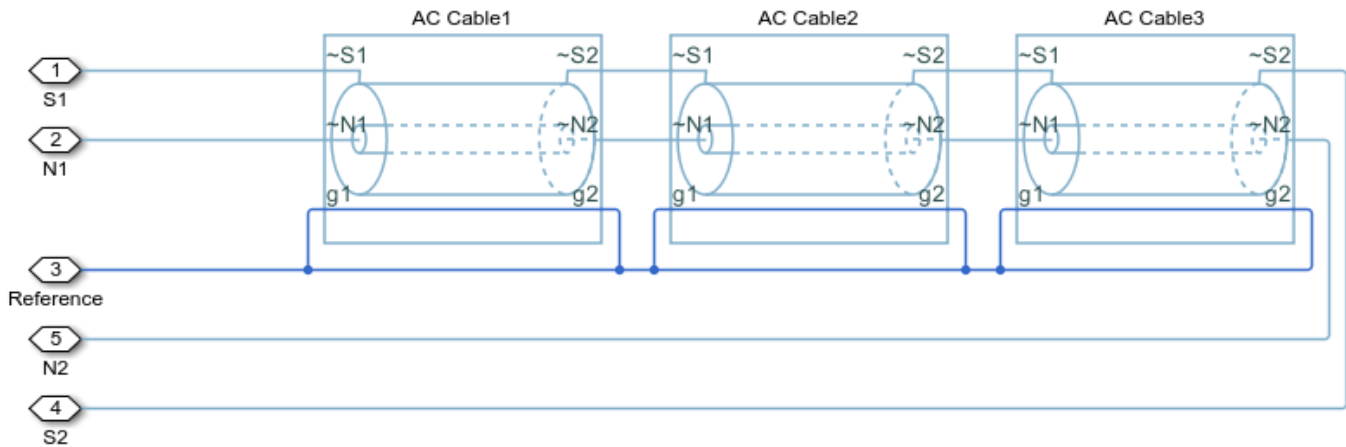 AC Cable1 AC Cable2 AC Cable3
~S1 ~S2 ~S1 ~S2 ~S1 ~S2
1
S1
~N1 ~N2 ~N1 ~N2 ~N1 ~N2
2
N1
g1 g2 g1 g2 g1 g2
3
Reference
5
N2
4
S2